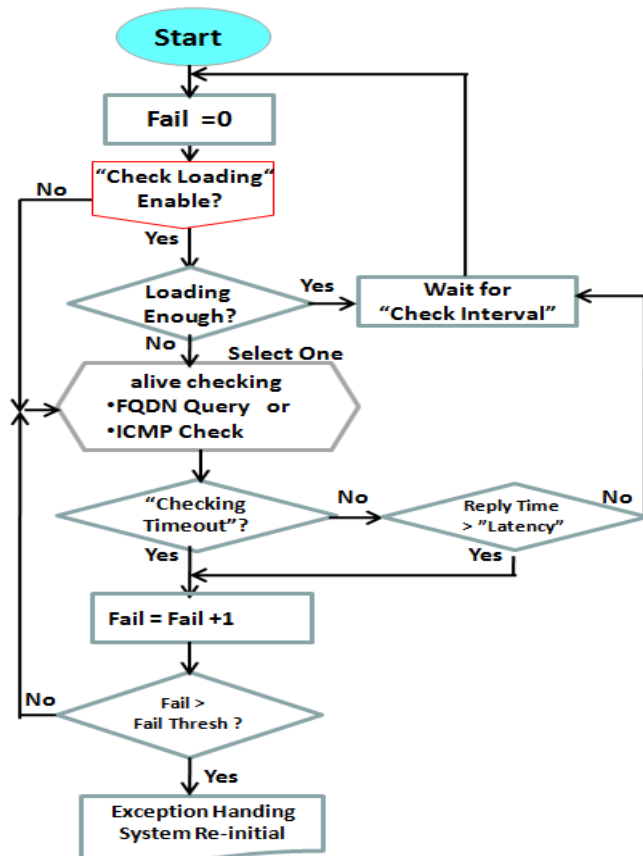 Start
Fail =0
No
“Check Loading“
Enable?
Yes
Loading
Enough?
Yes
Wait for
“Check Interval”
No
Select One
alive checking
•FQDN Query or
•ICMP Check
“Checking
Timeout”?
No
Reply Time
> ”Latency”
No
Yes
Yes
Fail = Fail +1
No
Fail >
Fail Thresh ?
Yes
Exception Handing
System Re-initial